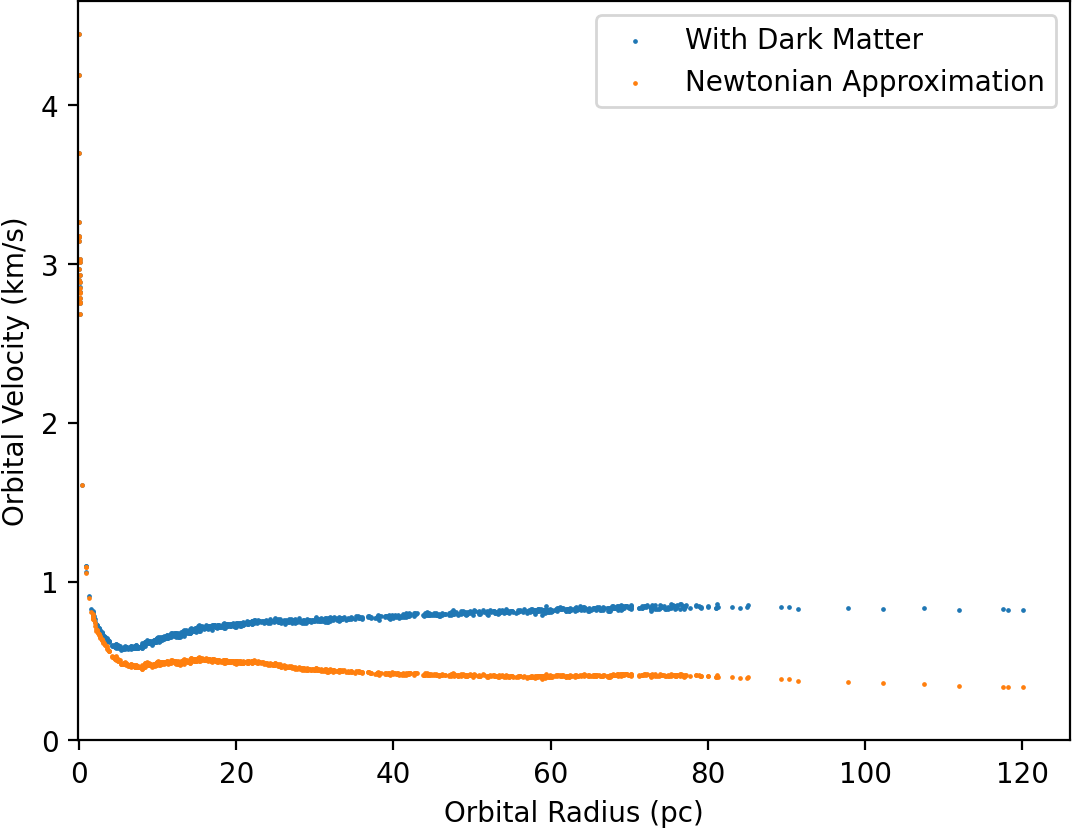 With Dark Matter
Newtonian Approximation
4
3
2
1
0
Orbital Velocity (km/s)
0 20 40 60 80 100 120
Orbital Radius (pc)